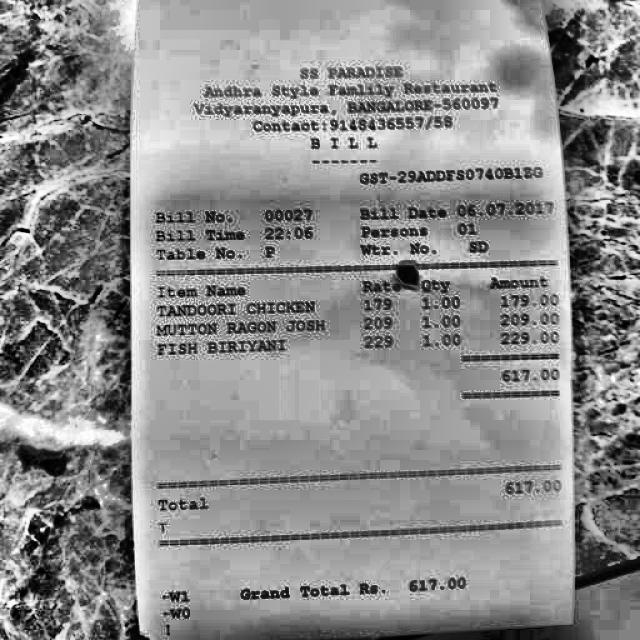 SS PARADISE
Andhra Style Famlily Restaurant
Vidyaranyapura, BANGALORE-560097
Contact:9148436557/58
B I L L
-------
GST-29ADDFS0740B1ZG
Bill No. 00027 Bill Date 06.07.2017
Bill Time 22:06 Persons 01
Table No. P Wtr. No. SD
Item Name Rate Qty Amount
TANDOORI CHICKEN 179 1.00 179.00
MUTTON RAGON JOSH 209 1.00 209.00
FISH BIRIYANI 229 1.00 229.00
617.00
Total 617.00
T
Grand Total Rs. 617.00
-W1
-W0